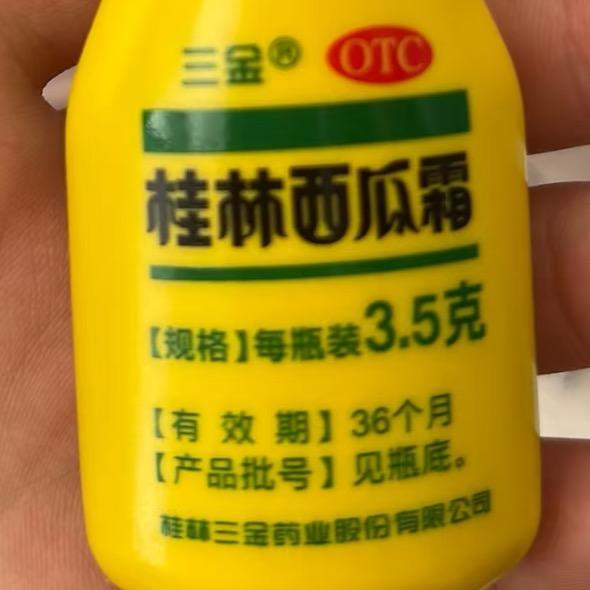 三金® OTC
桂林西瓜霜
【规格】每瓶装3.5克
【有效期】36个月
【产品批号】见瓶底。
桂林三金药业股份有限公司